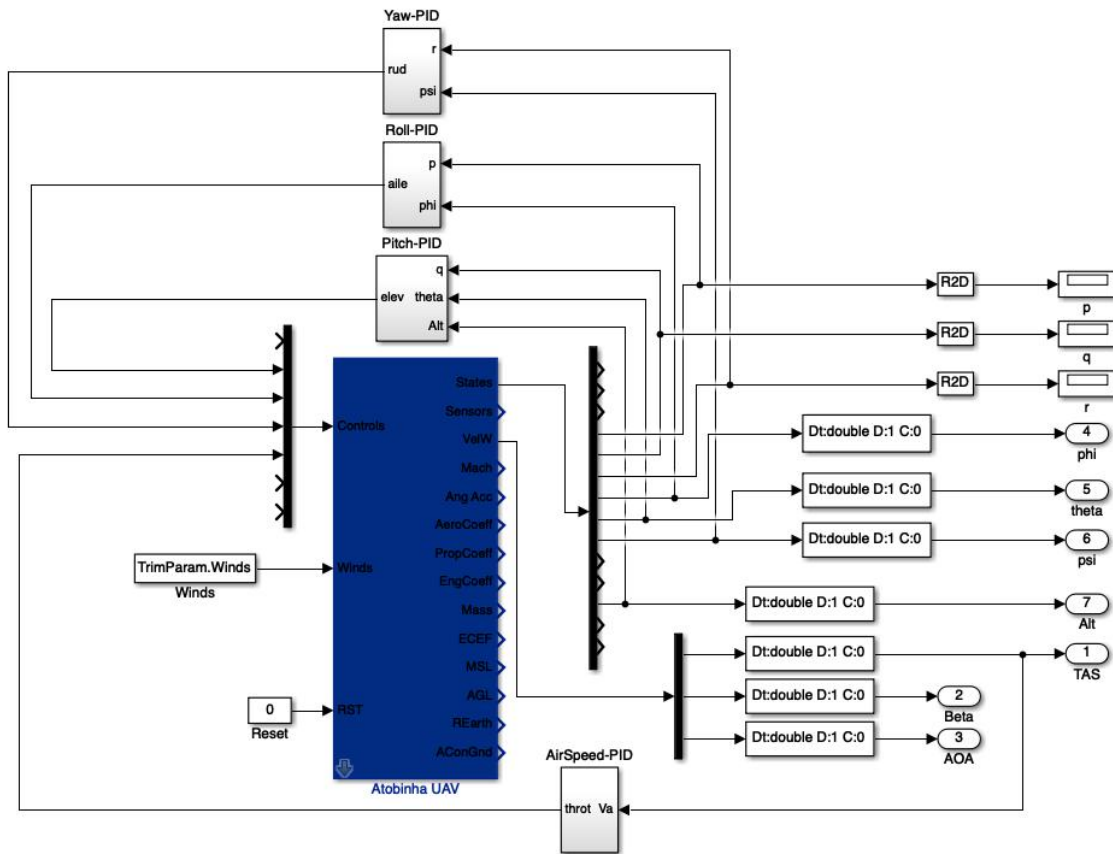 Yaw-PID
r
rud
psi
Roll-PID
p
aile
phi
Pitch-PID
q
elev
theta
Alt
R2D
p
R2D
q
R2D
r
States
Sensors
Controls
VelW
Mach
Ang Acc
AeroCoeff
PropCoeff
EngCoeff
Mass
ECEF
MSL
AGL
REarth
AConGnd
Winds
RST
Atobinha UAV
TrimParam.Winds
Winds
0
Reset
Dt:double D:1 C:0
4
phi
Dt:double D:1 C:0
5
theta
Dt:double D:1 C:0
6
psi
Dt:double D:1 C:0
7
Alt
Dt:double D:1 C:0
1
TAS
Dt:double D:1 C:0
2
Beta
Dt:double D:1 C:0
3
AOA
AirSpeed-PID
throt Va